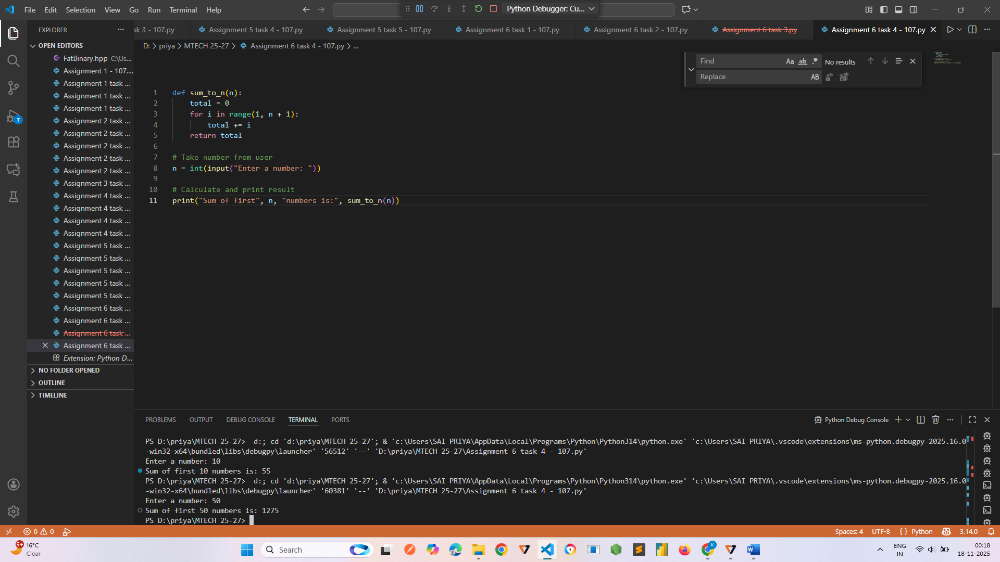 File Edit Selection View Go Run Terminal Help
Python Debugger: Cu...
EXPLORER
sk 3 - 107.py
Assignment 5 task 4 - 107.py
Assignment 5 task 5 - 107.py
Assignment 6 task 1 - 107.py
Assignment 6 task 2 - 107.py
Assignment 6 task 3.py
Assignment 6 task 4 - 107.py
D: > priya > MTECH 25-27 > Assignment 6 task 4 - 107.py > ...
OPEN EDITORS
FatBinary.hpp C:\Us...
Assignment 1 - 107....
Assignment 1 task ...
Assignment 1 task ...
Assignment 1 task ...
Assignment 2 task ...
Assignment 2 task ...
Assignment 2 task ...
Assignment 2 task ...
Assignment 2 task ...
Assignment 3 task ...
Assignment 4 task ...
Assignment 4 task ...
Assignment 4 task ...
Assignment 4 task ...
Assignment 5 task ...
Assignment 5 task ...
Assignment 5 task ...
Assignment 5 task ...
Assignment 5 task ...
Assignment 6 task ...
Assignment 6 task ...
Assignment 6 task ...
Assignment 6 task ...
Extension: Python D...
NO FOLDER OPENED
OUTLINE
TIMELINE
7
Find Aa ab .* No results
Replace AB
1 def sum_to_n(n):
2     total = 0
3     for i in range(1, n + 1):
4         total += i
5     return total
6
7 # Take number from user
8 n = int(input("Enter a number: "))
9
10 # Calculate and print result
11 print("Sum of first", n, "numbers is:", sum_to_n(n))
PROBLEMS OUTPUT DEBUG CONSOLE TERMINAL PORTS
Python Debug Console
PS D:\priya\MTECH 25-27>  d:; cd 'd:\priya\MTECH 25-27'; & 'c:\Users\SAI PRIYA\AppData\Local\Programs\Python\Python314\python.exe' 'c:\Users\SAI PRIYA\.vscode\extensions\ms-python.debugpy-2025.16.0
-win32-x64\bundled\libs\debugpy\launcher' '56512' '--' 'D:\priya\MTECH 25-27\Assignment 6 task 4 - 107.py'
Enter a number: 10
Sum of first 10 numbers is: 55
PS D:\priya\MTECH 25-27>  d:; cd 'd:\priya\MTECH 25-27'; & 'c:\Users\SAI PRIYA\AppData\Local\Programs\Python\Python314\python.exe' 'c:\Users\SAI PRIYA\.vscode\extensions\ms-python.debugpy-2025.16.0
-win32-x64\bundled\libs\debugpy\launcher' '60381' '--' 'D:\priya\MTECH 25-27\Assignment 6 task 4 - 107.py'
Enter a number: 50
Sum of first 50 numbers is: 1275
PS D:\priya\MTECH 25-27>
0 0
Spaces: 4 UTF-8 { } Python 3.14.0
9+ 16°C
Clear
Search
K
ENG
IN
00:18
18-11-2025